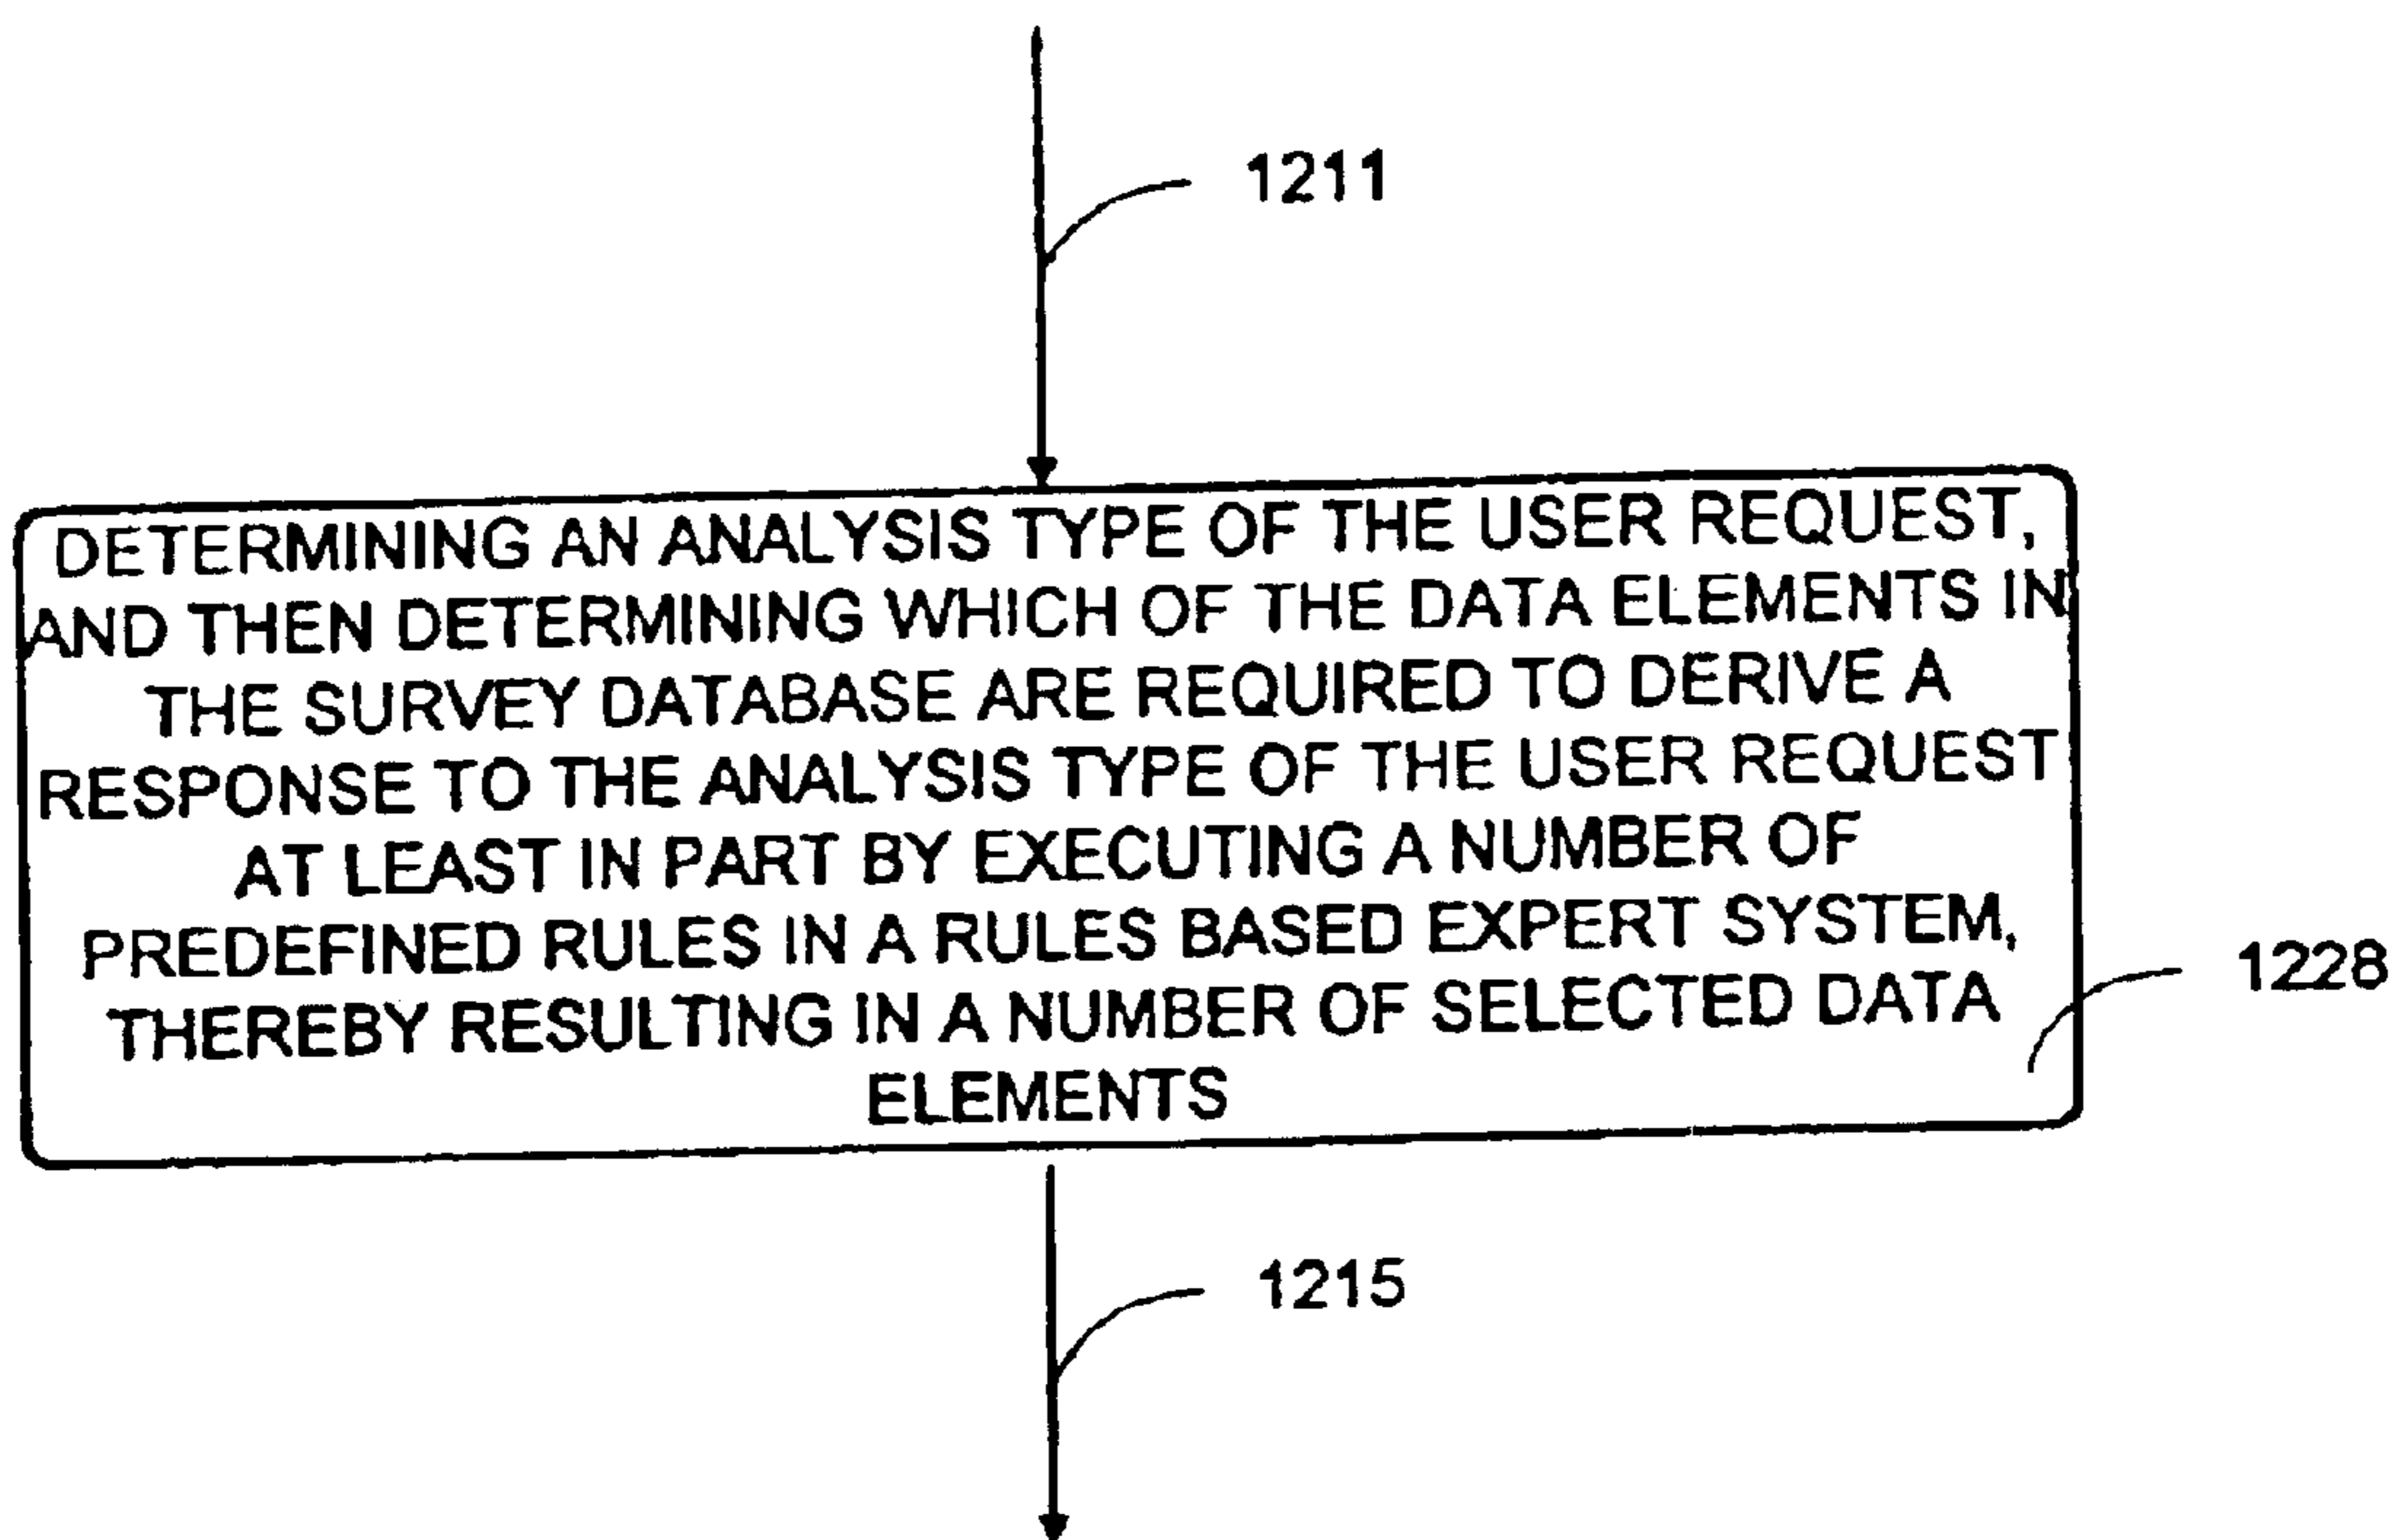 1211
DETERMINING AN ANALYSIS TYPE OF THE USER REQUEST,
AND THEN DETERMINING WHICH OF THE DATA ELEMENTS IN
THE SURVEY DATABASE ARE REQUIRED TO DERIVE A
RESPONSE TO THE ANALYSIS TYPE OF THE USER REQUEST
AT LEAST IN PART BY EXECUTING A NUMBER OF
PREDEFINED RULES IN A RULES BASED EXPERT SYSTEM,
THEREBY RESULTING IN A NUMBER OF SELECTED DATA
ELEMENTS
1228
1215